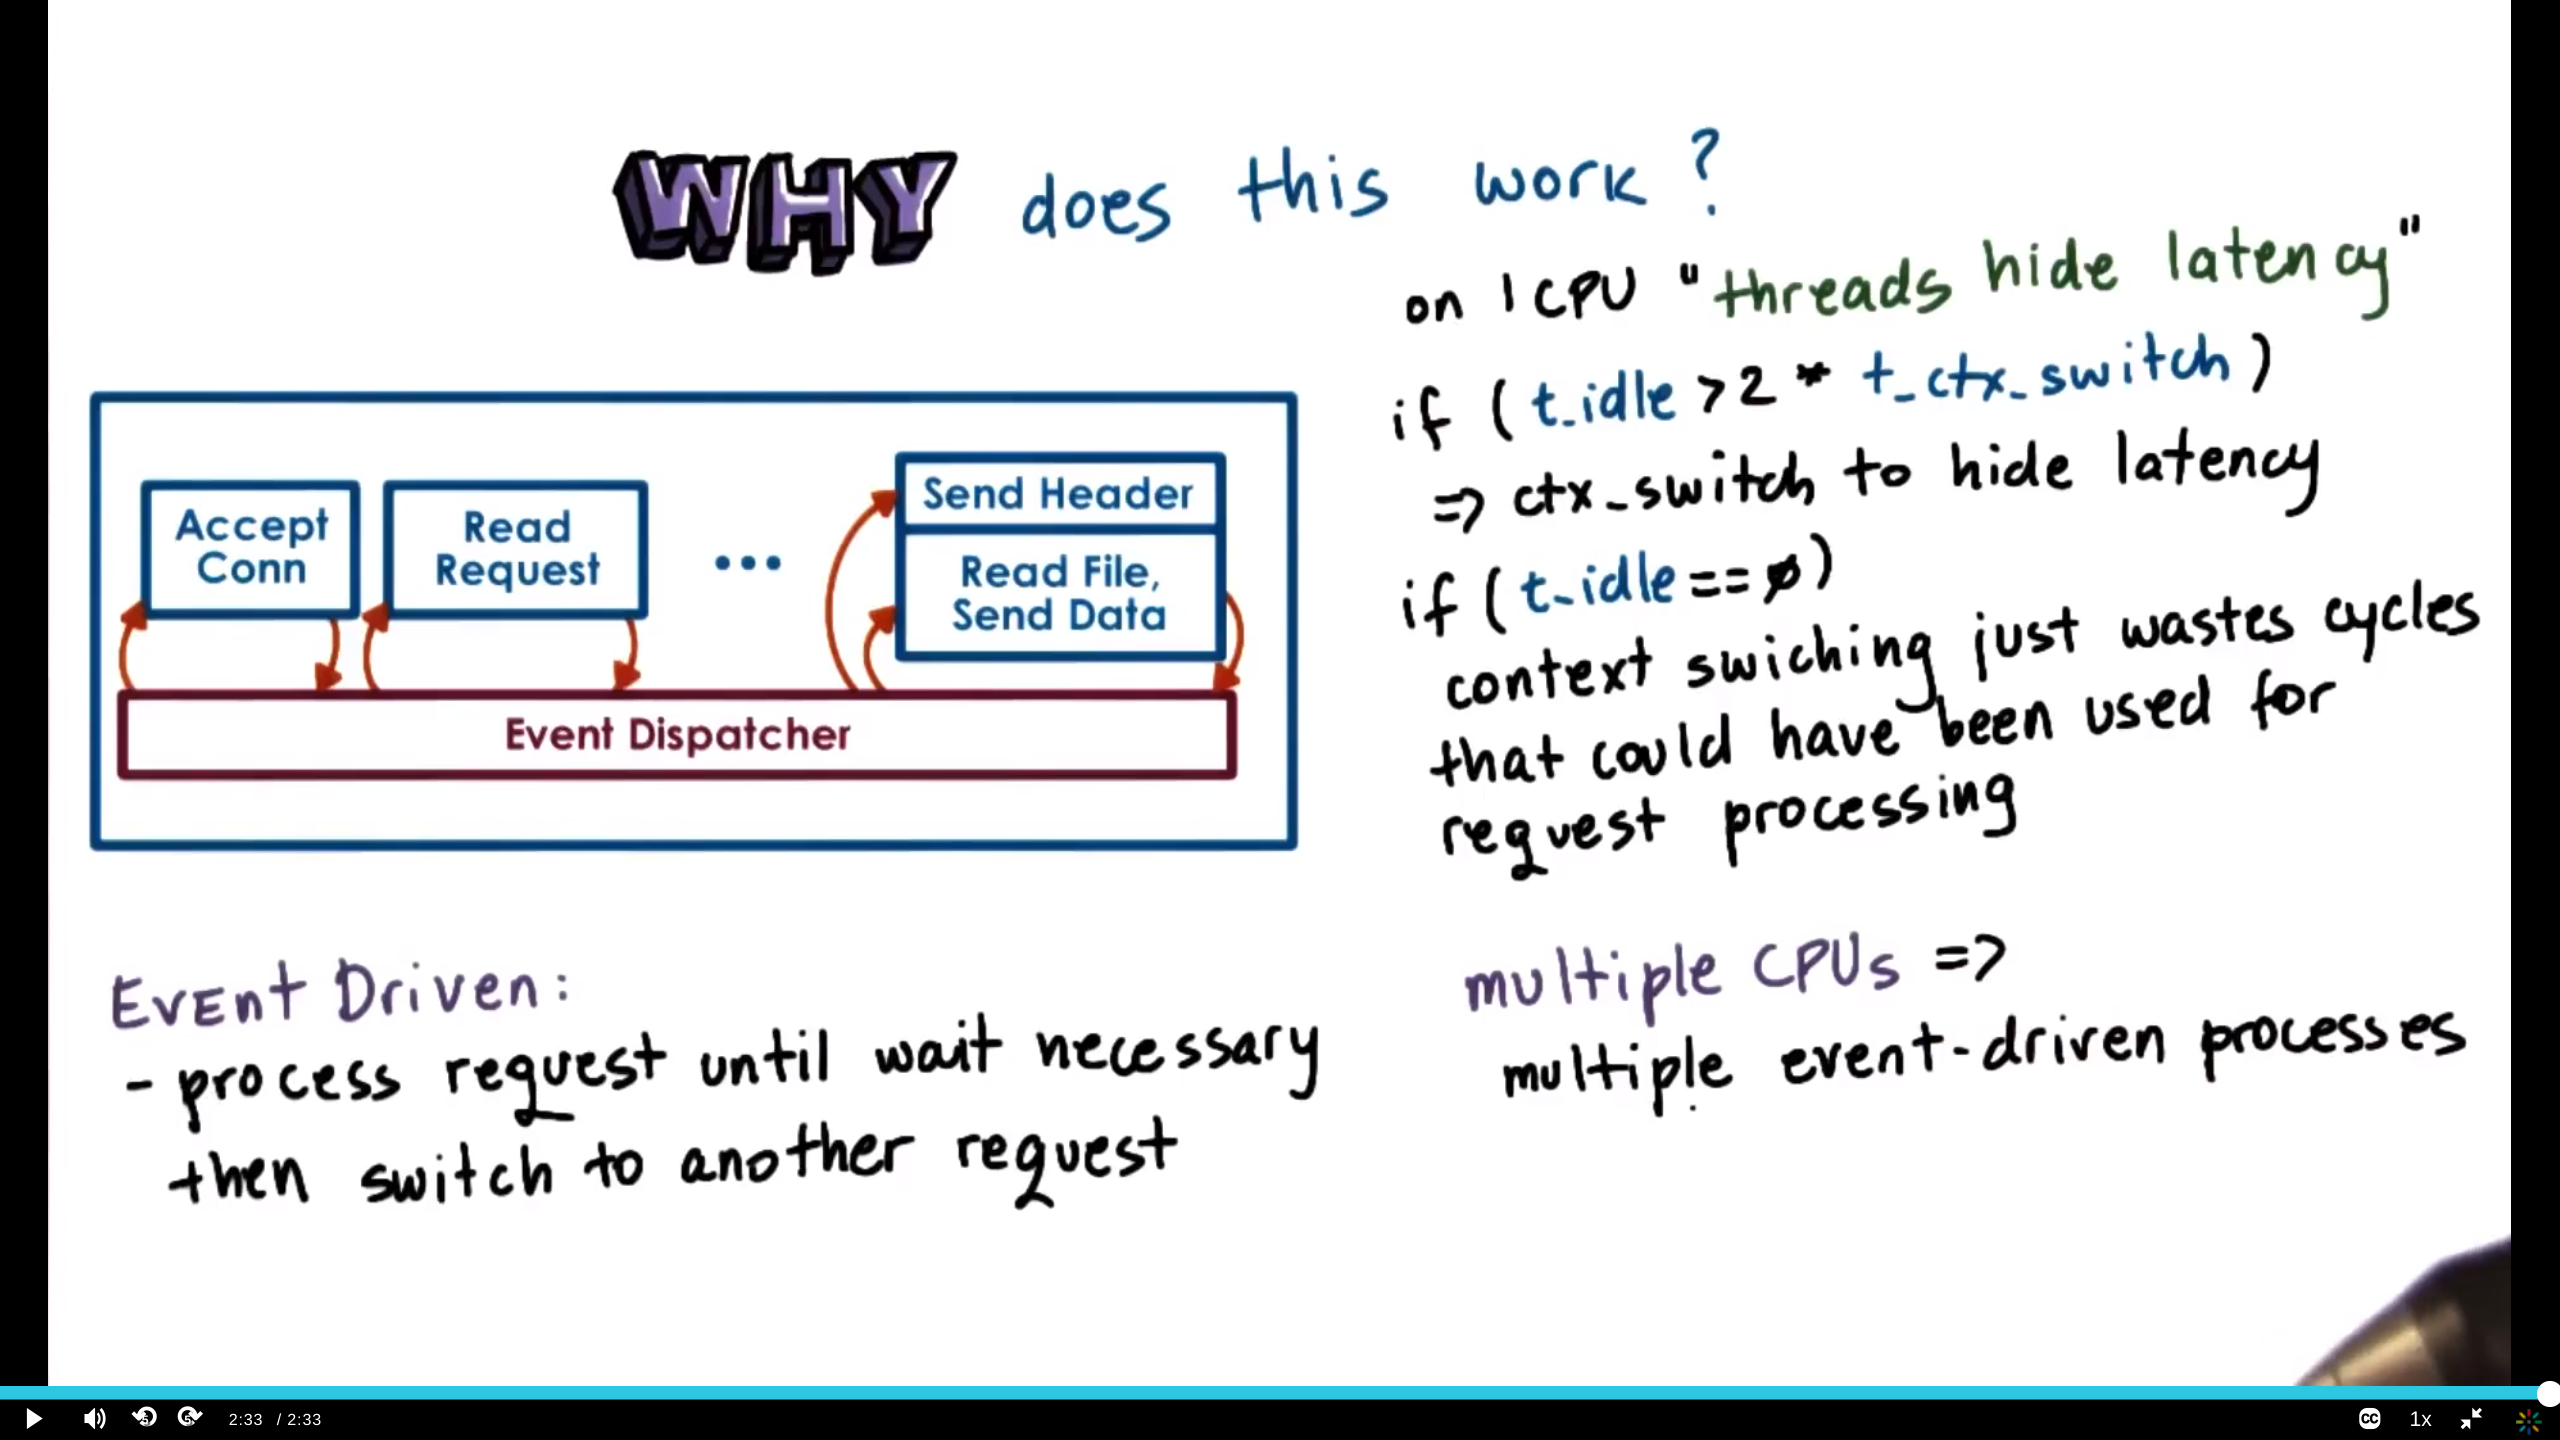 WHY does this work?
on 1 CPU "threads hide latency"
if (t_idle > 2 * t_ctx_switch)
=> ctx_switch to hide latency
if (t_idle == 0)
context swiching just wastes cycles
that could have been used for
request processing
multiple CPUs =>
multiple event-driven processes
Accept
Conn
Read
Request
...
Send Header
Read File,
Send Data
Event Dispatcher
Event Driven:
- process request until wait necessary
then switch to another request
2:33 / 2:33
CC
1x